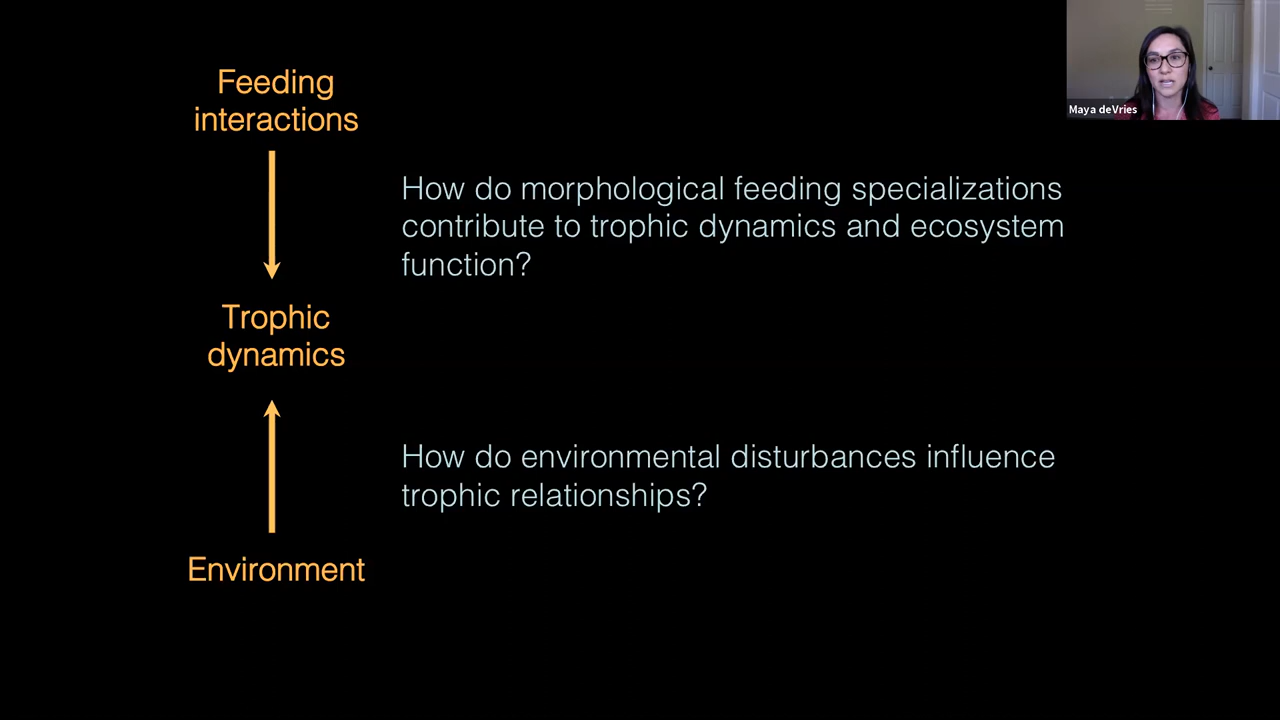 Feeding
interactions
Maya deVries
How do morphological feeding specializations
contribute to trophic dynamics and ecosystem
function?
Trophic
dynamics
How do environmental disturbances influence
trophic relationships?
Environment